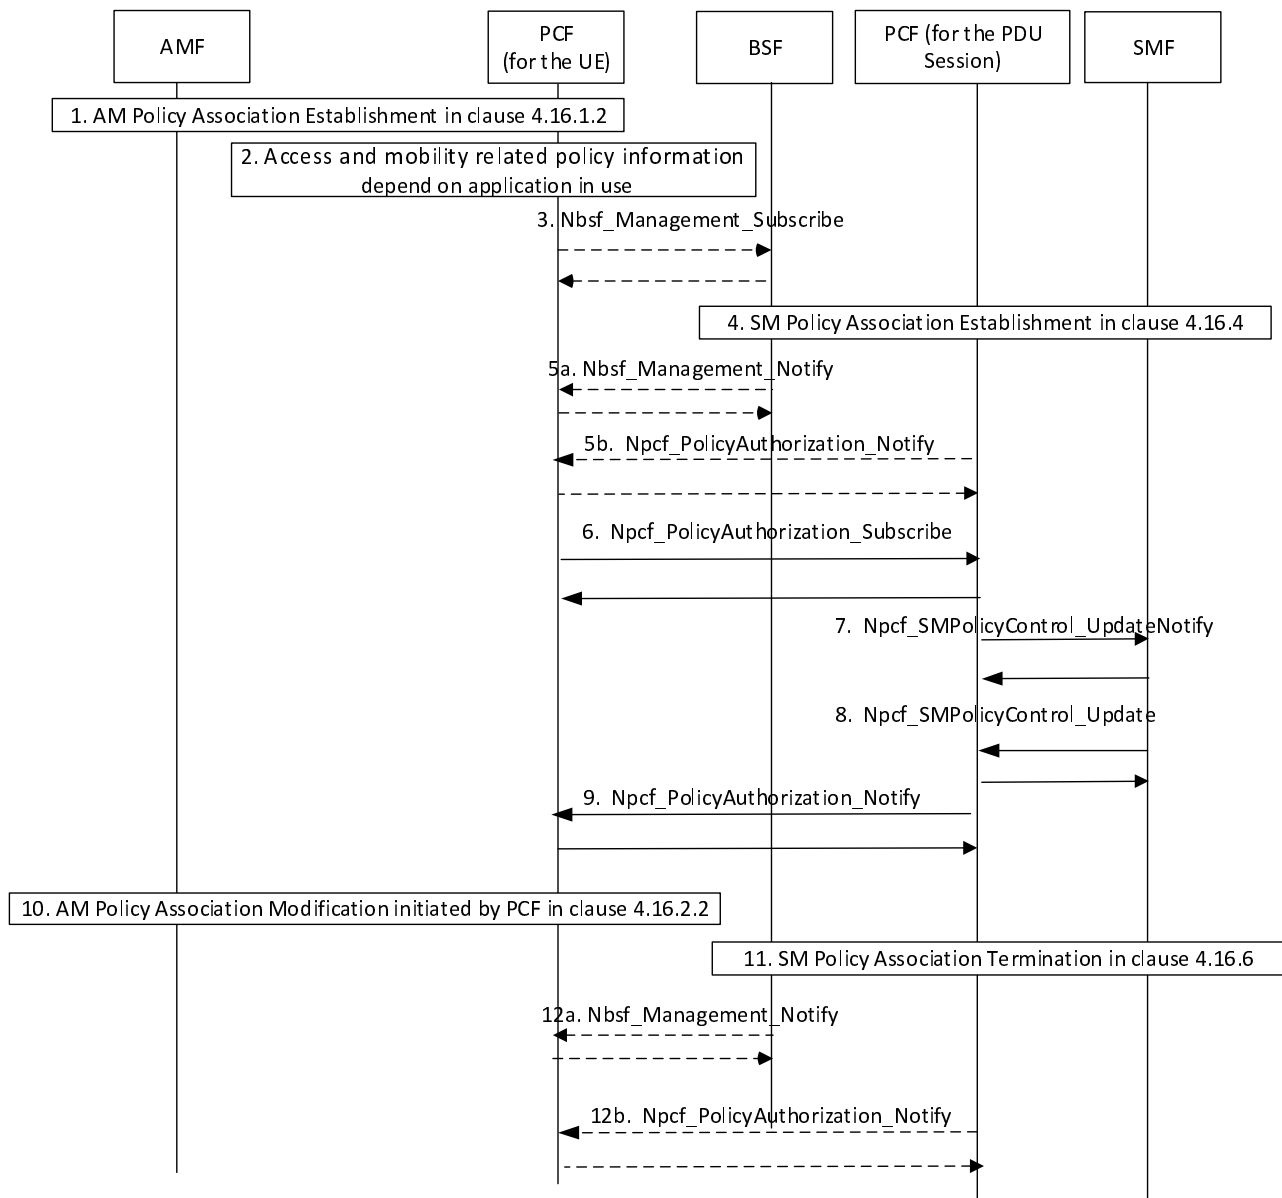 AMF
PCF
(for the UE)
BSF
PCF (for the PDU
Session)
SMF
1. AM Policy Association Establishment in clause 4.16.1.2
2. Access and mobility related policy information
depend on application in use
3. Nbsf_Management_Subscribe
4. SM Policy Association Establishment in clause 4.16.4
5a. Nbsf_Management_Notify
5b. Npcf_PolicyAuthorization_Notify
6. Npcf_PolicyAuthorization_Subscribe
7. Npcf_SMPolicyControl_UpdateNotify
8. Npcf_SMPolicyControl_Update
9. Npcf_PolicyAuthorization_Notify
10. AM Policy Association Modification initiated by PCF in clause 4.16.2.2
11. SM Policy Association Termination in clause 4.16.6
12a. Nbsf_Management_Notify
12b. Npcf_PolicyAuthorization_Notify